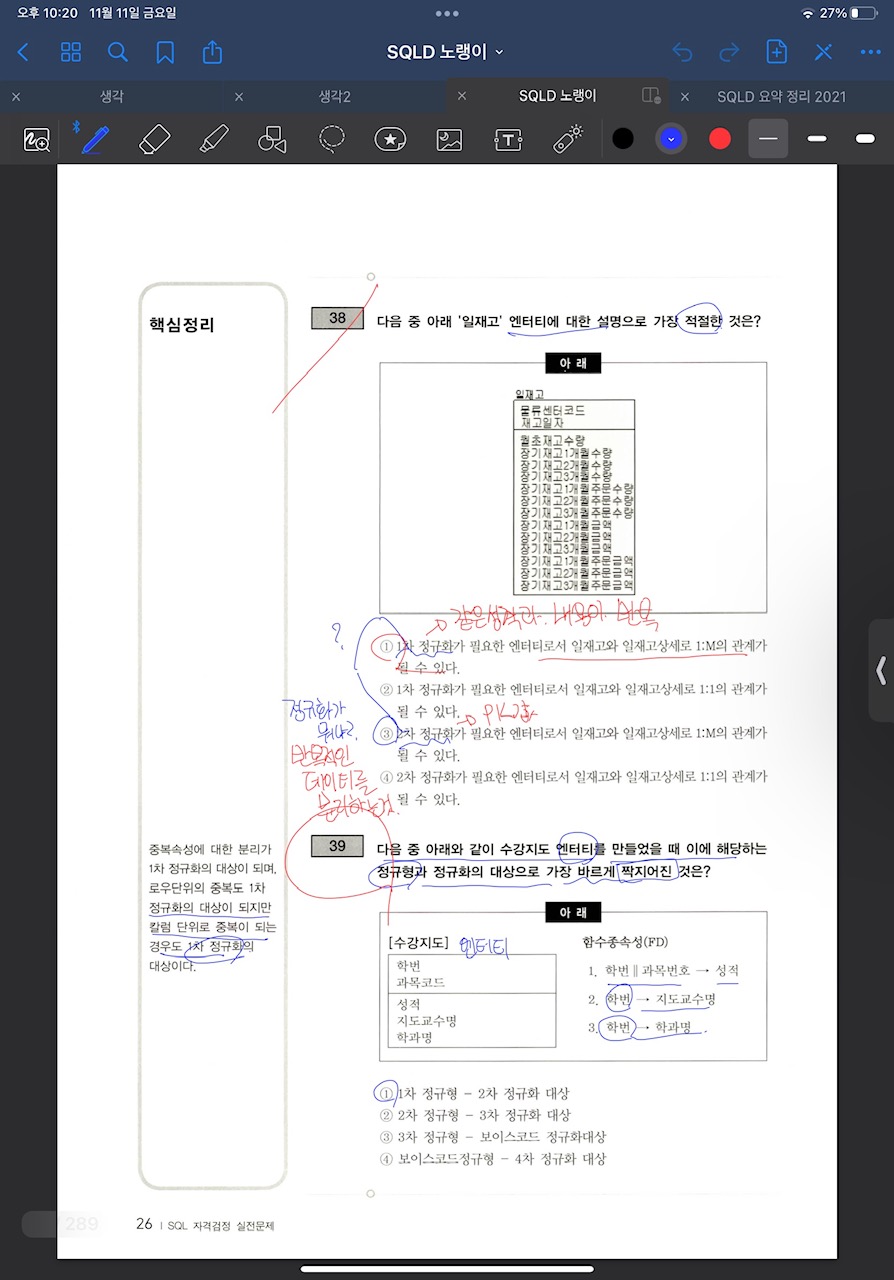 오후 10:20 11월 11일 금요일
27%
SQLD 노랭이
생각
생각2
SQLD 노랭이
SQLD 요약 정리 2021
핵심정리
38 다음 중 아래 '일재고' 엔터티에 대한 설명으로 가장 적절한 것은?
아 래
일재고
물류센터코드
재고일자
월초재고수량
장기재고1개월수량
장기재고2개월수량
장기재고3개월수량
장기재고1개월주문수량
장기재고2개월주문수량
장기재고3개월주문수량
장기재고1개월금액
장기재고2개월금액
장기재고3개월금액
장기재고1개월주문금액
장기재고2개월주문금액
장기재고3개월주문금액
→ 같은성격과 내용이 반복
?
① 1차 정규화가 필요한 엔터티로서 일재고와 일재고상세로 1:M의 관계가
될 수 있다.
② 1차 정규화가 필요한 엔터티로서 일재고와 일재고상세로 1:1의 관계가
될 수 있다.
→ PK
③ 2차 정규화가 필요한 엔터티로서 일재고와 일재고상세로 1:M의 관계가
될 수 있다.
④ 2차 정규화가 필요한 엔터티로서 일재고와 일재고상세로 1:1의 관계가
될 수 있다.
정규화가
뭐냐?
반복적인
데이터를
분리하는것.
39 다음 중 아래와 같이 수강지도 엔터티를 만들었을 때 이에 해당하는
정규형과 정규화의 대상으로 가장 바르게 짝지어진 것은?
중복속성에 대한 분리가
1차 정규화의 대상이 되며,
로우단위의 중복도 1차
정규화의 대상이 되지만
칼럼 단위로 중복이 되는
경우도 1차 정규화의
대상이다.
아 래
[수강지도] 엔터티
학번
과목코드
성적
지도교수명
학과명
함수종속성(FD)
1. 학번 || 과목번호 → 성적
2. 학번 → 지도교수명
3. 학번 → 학과명
① 1차 정규형 - 2차 정규화 대상
② 2차 정규형 - 3차 정규화 대상
③ 3차 정규형 - 보이스코드 정규화대상
④ 보이스코드정규형 - 4차 정규화 대상
289
26 | SQL 자격검정 실전문제